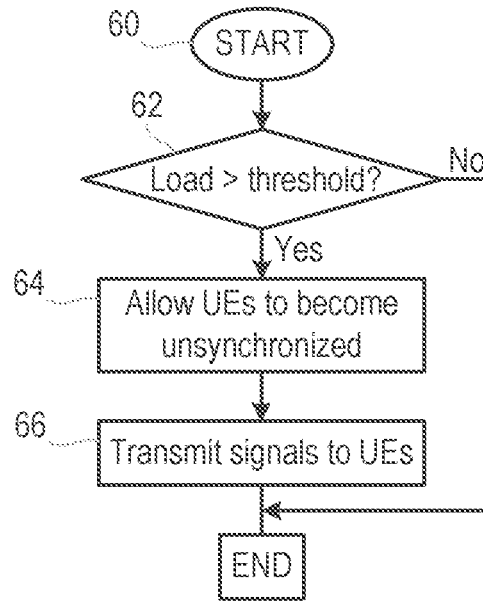 60
START
62
Load > threshold?
No
Yes
64
Allow UEs to become
unsynchronized
66
Transmit signals to UEs
END